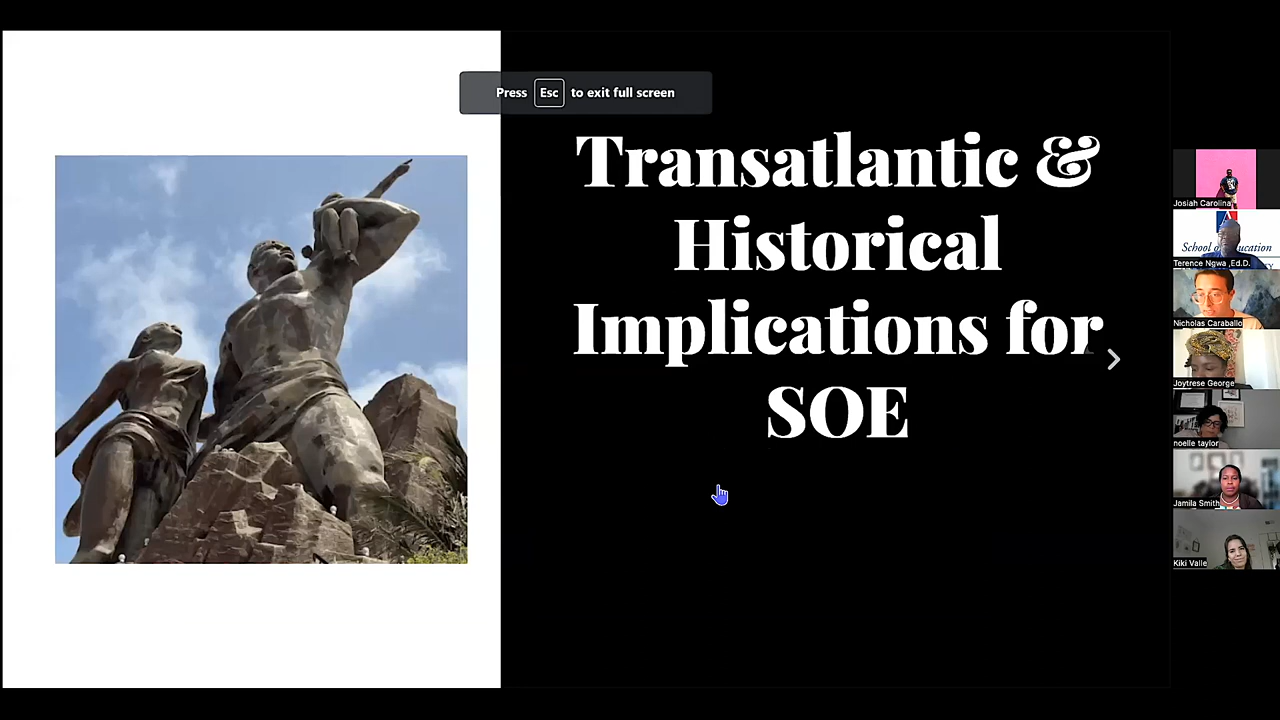 Press Esc to exit full screen
Transatlantic &
Historical
Implications for
SOE
Josiah Carolina
School of Education
Terence Ngwa ,Ed.D.
Nicholas Caraballo
Joytrese George
noelle taylor
Jamila Smith
Kiki Valle